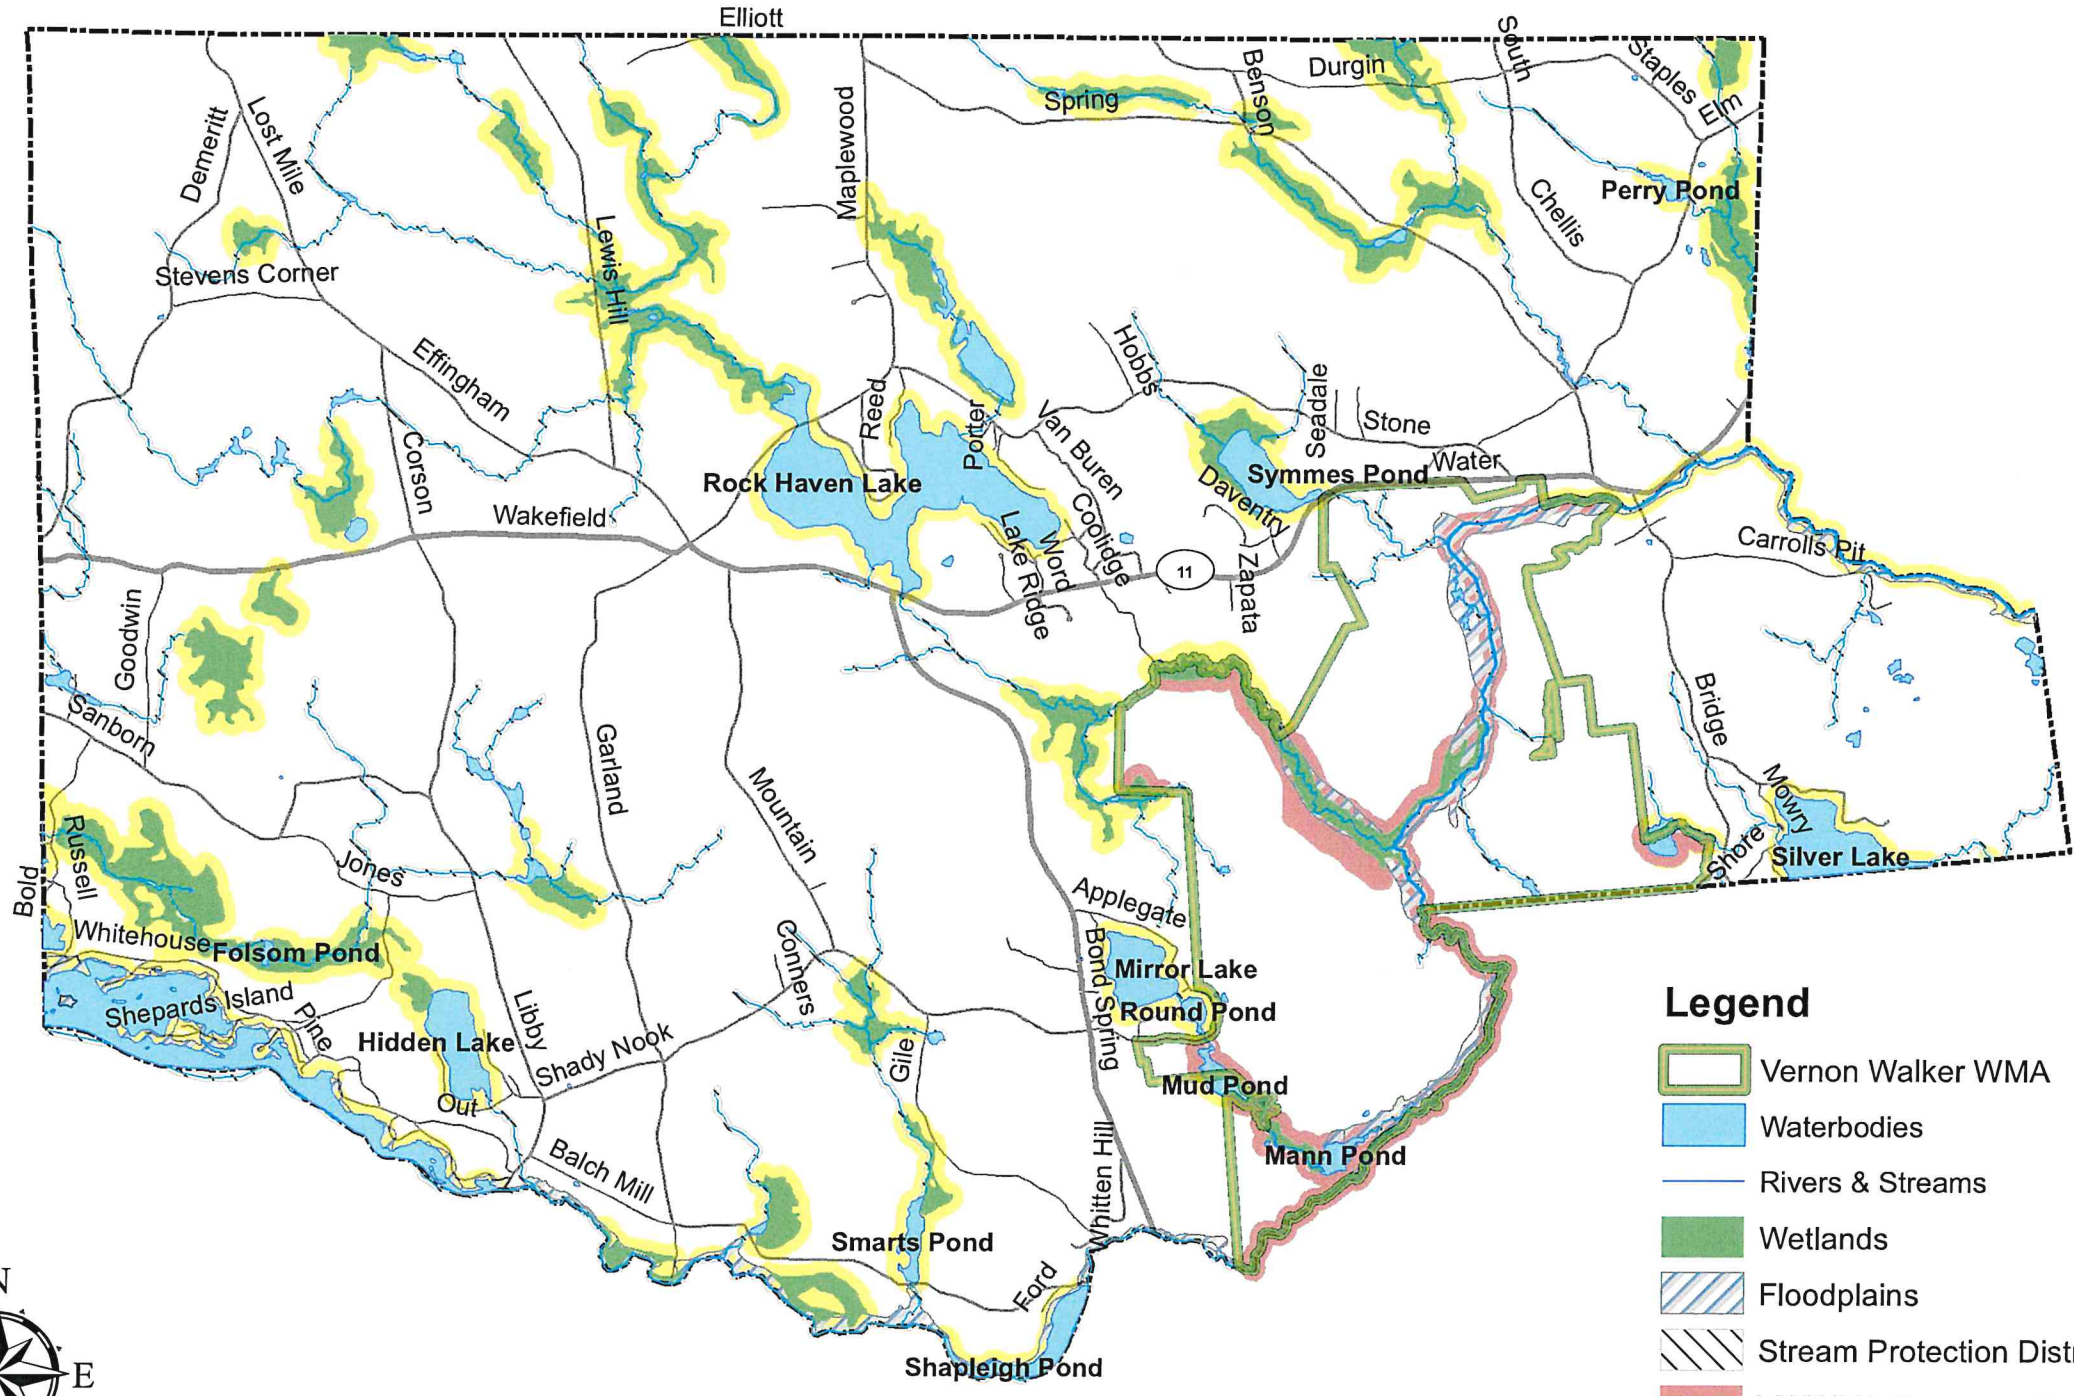 Elliott
South
Staples
Elm
Durgin
Benson
Spring
Maplewood
Demeritt
Lost Mile
Perry Pond
Chellis
Lewis Hill
Stevens Corner
Effingham
Hobbs
Reed
Porter
Van Buren
Seadale
Stone
Corson
Rock Haven Lake
Symmes Pond
Water
Daventry
Wakefield
Coolidge
Lake Ridge
Word
11
Zapata
Carrolls Pit
Goodwin
Sanborn
Garland
Mountain
Bridge
Mowry
Russell
Jones
Shore
Silver Lake
Bold
Applegate
Whitehouse
Folsom Pond
Conners
Bond Spring
Mirror Lake
Shepards Island
Pine
Libby
Round Pond
Legend
Hidden Lake
Shady Nook
Gile
Mud Pond
Vernon Walker WMA
Out
Waterbodies
Balch Mill
Whitten Hill
Mann Pond
Rivers & Streams
Smarts Pond
Wetlands
Ford
Floodplains
N
Stream Protection Distr
E
Shapleigh Pond